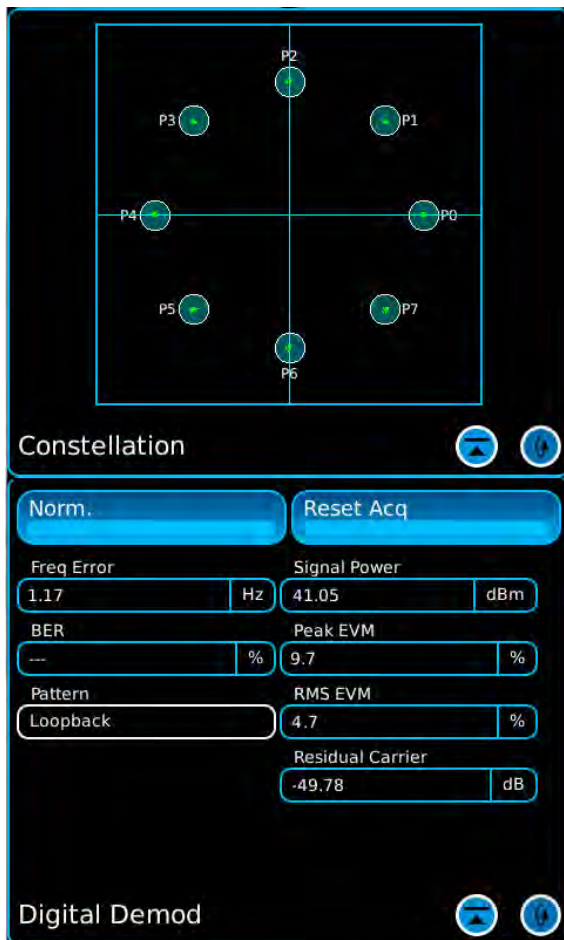 P2
P3 P1
P4 P0
P5 P7
P6
Constellation
Norm. Reset Acq
Freq Error Signal Power
1.17 Hz 41.05 dBm
BER Peak EVM
--- % 9.7 %
Pattern RMS EVM
Loopback 4.7 %
Residual Carrier
-49.78 dB
Digital Demod